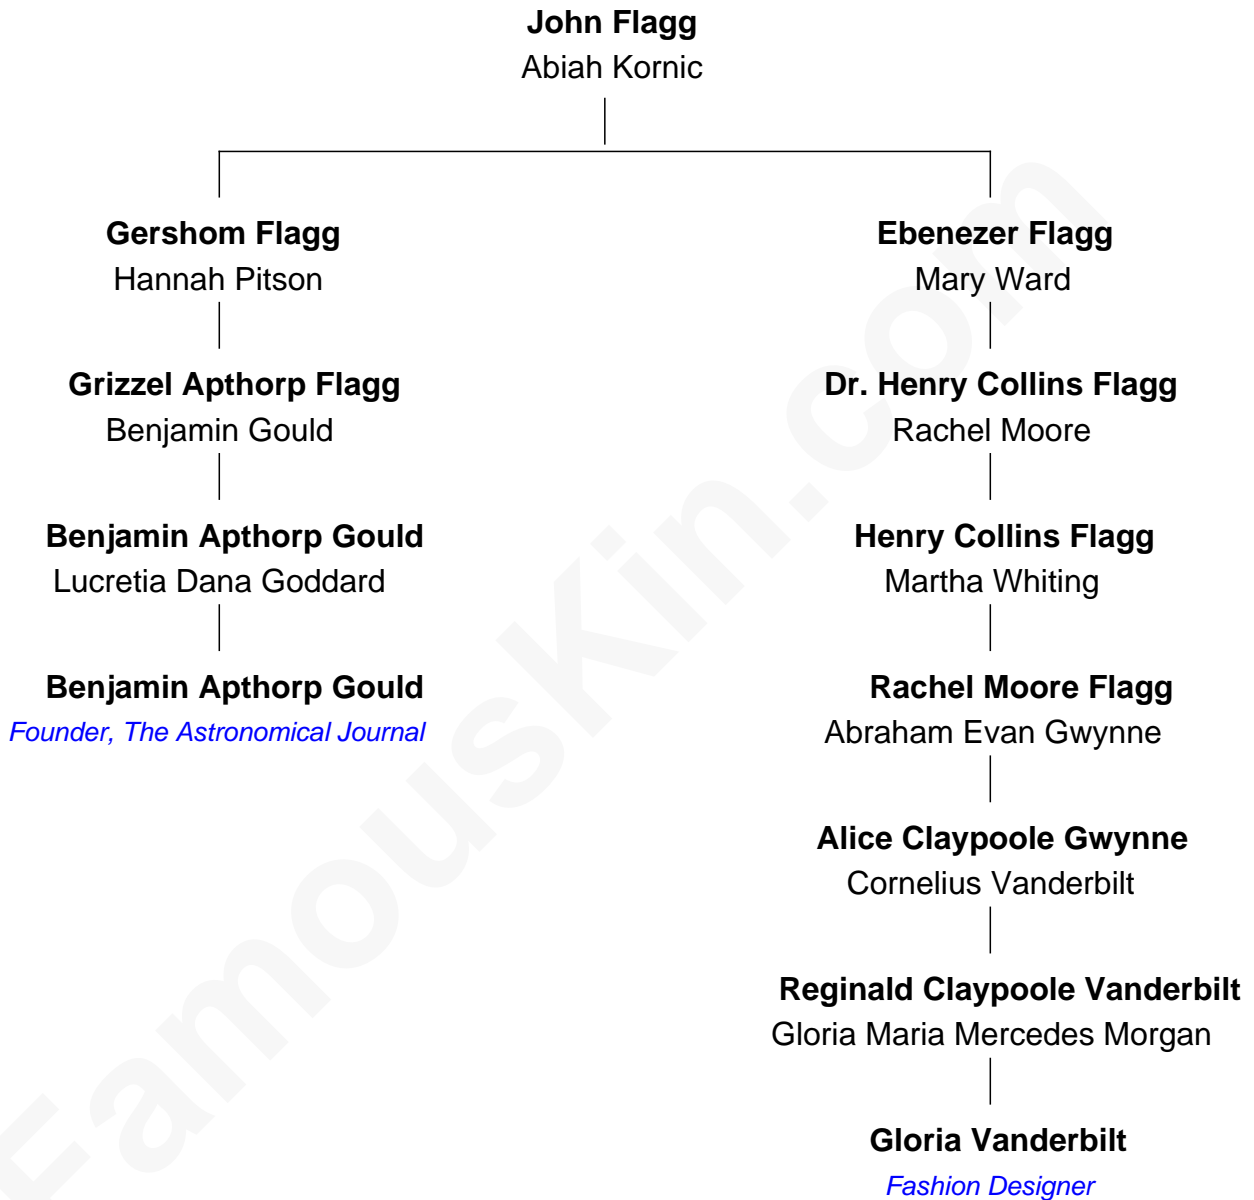 John Flagg
Abiah Kornic
Gershom Flagg
Hannah Pitson
Grizzel Apthorp Flagg
Benjamin Gould
Benjamin Apthorp Gould
Lucretia Dana Goddard
Benjamin Apthorp Gould
Founder, The Astronomical Journal
Ebenezer Flagg
Mary Ward
Dr. Henry Collins Flagg
Rachel Moore
Henry Collins Flagg
Martha Whiting
Rachel Moore Flagg
Abraham Evan Gwynne
Alice Claypoole Gwynne
Cornelius Vanderbilt
Reginald Claypoole Vanderbilt
Gloria Maria Mercedes Morgan
Gloria Vanderbilt
Fashion Designer
FamousKin.com